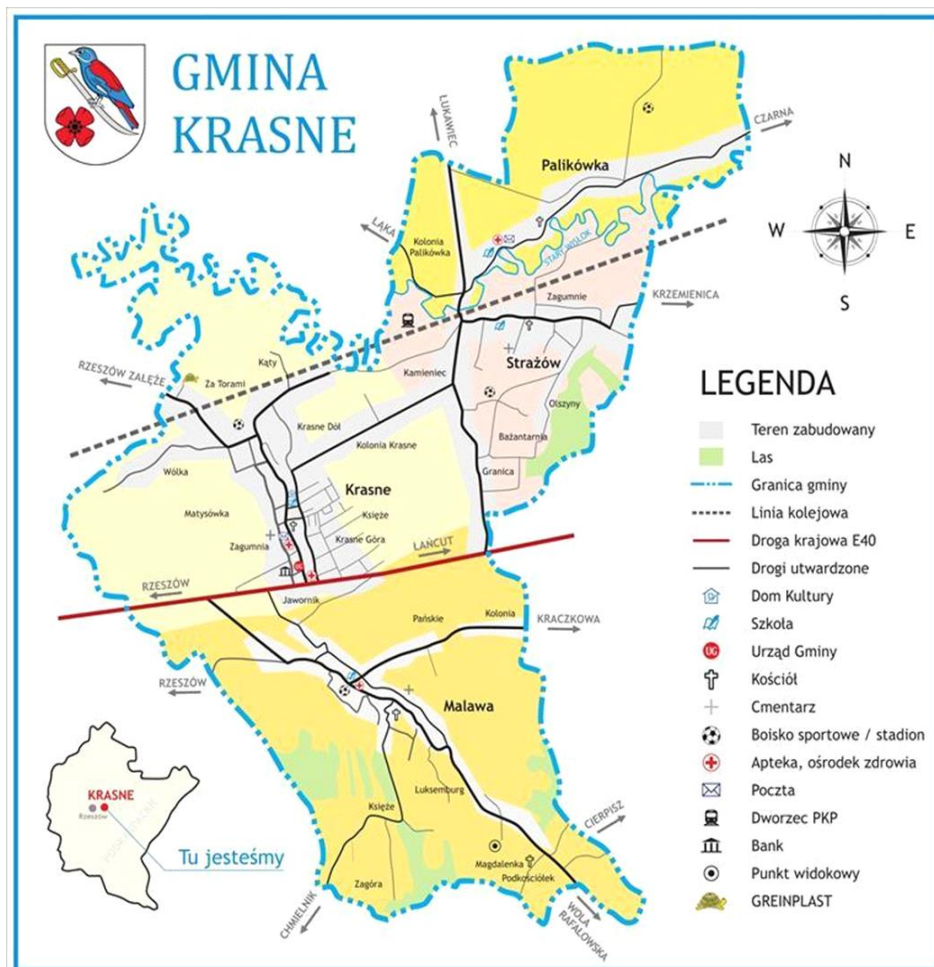 GMINA
KRASNE
ŁUKAWIEC
CZARNA
Palikówka
ŁĄKA
Kolonia
Palikówka
STARY WISŁOK
N
W
E
S
Zagumnie
KRZEMIENICA
Strażów
Kamieniec
Olszyny
Bażantarnia
Granica
RZESZÓW ZAŁĘŻE
Za Torami
Kąty
Krasne Dół
Kolonia Krasne
Wólka
Krasne
Matysówka
Księże
Zagumnia
Krasne Góra
ŁAŃCUT
UG
RZESZÓW
Jawornik
Pańskie
Kolonia
KRACZKOWA
RZESZÓW
Malawa
Luksemburg
Księże
CIERPISZ
Magdalenka
Podkościółek
Zagóra
CHMIELNIK
WOLA
RAFAŁOWSKA
LEGENDA
Teren zabudowany
Las
Granica gminy
Linia kolejowa
Droga krajowa E40
Drogi utwardzone
Dom Kultury
Szkoła
UG
Urząd Gminy
Kościół
Cmentarz
Boisko sportowe / stadion
Apteka, ośrodek zdrowia
Poczta
Dworzec PKP
Bank
Punkt widokowy
GREINPLAST
KRASNE
Rzeszów
Tu jesteśmy